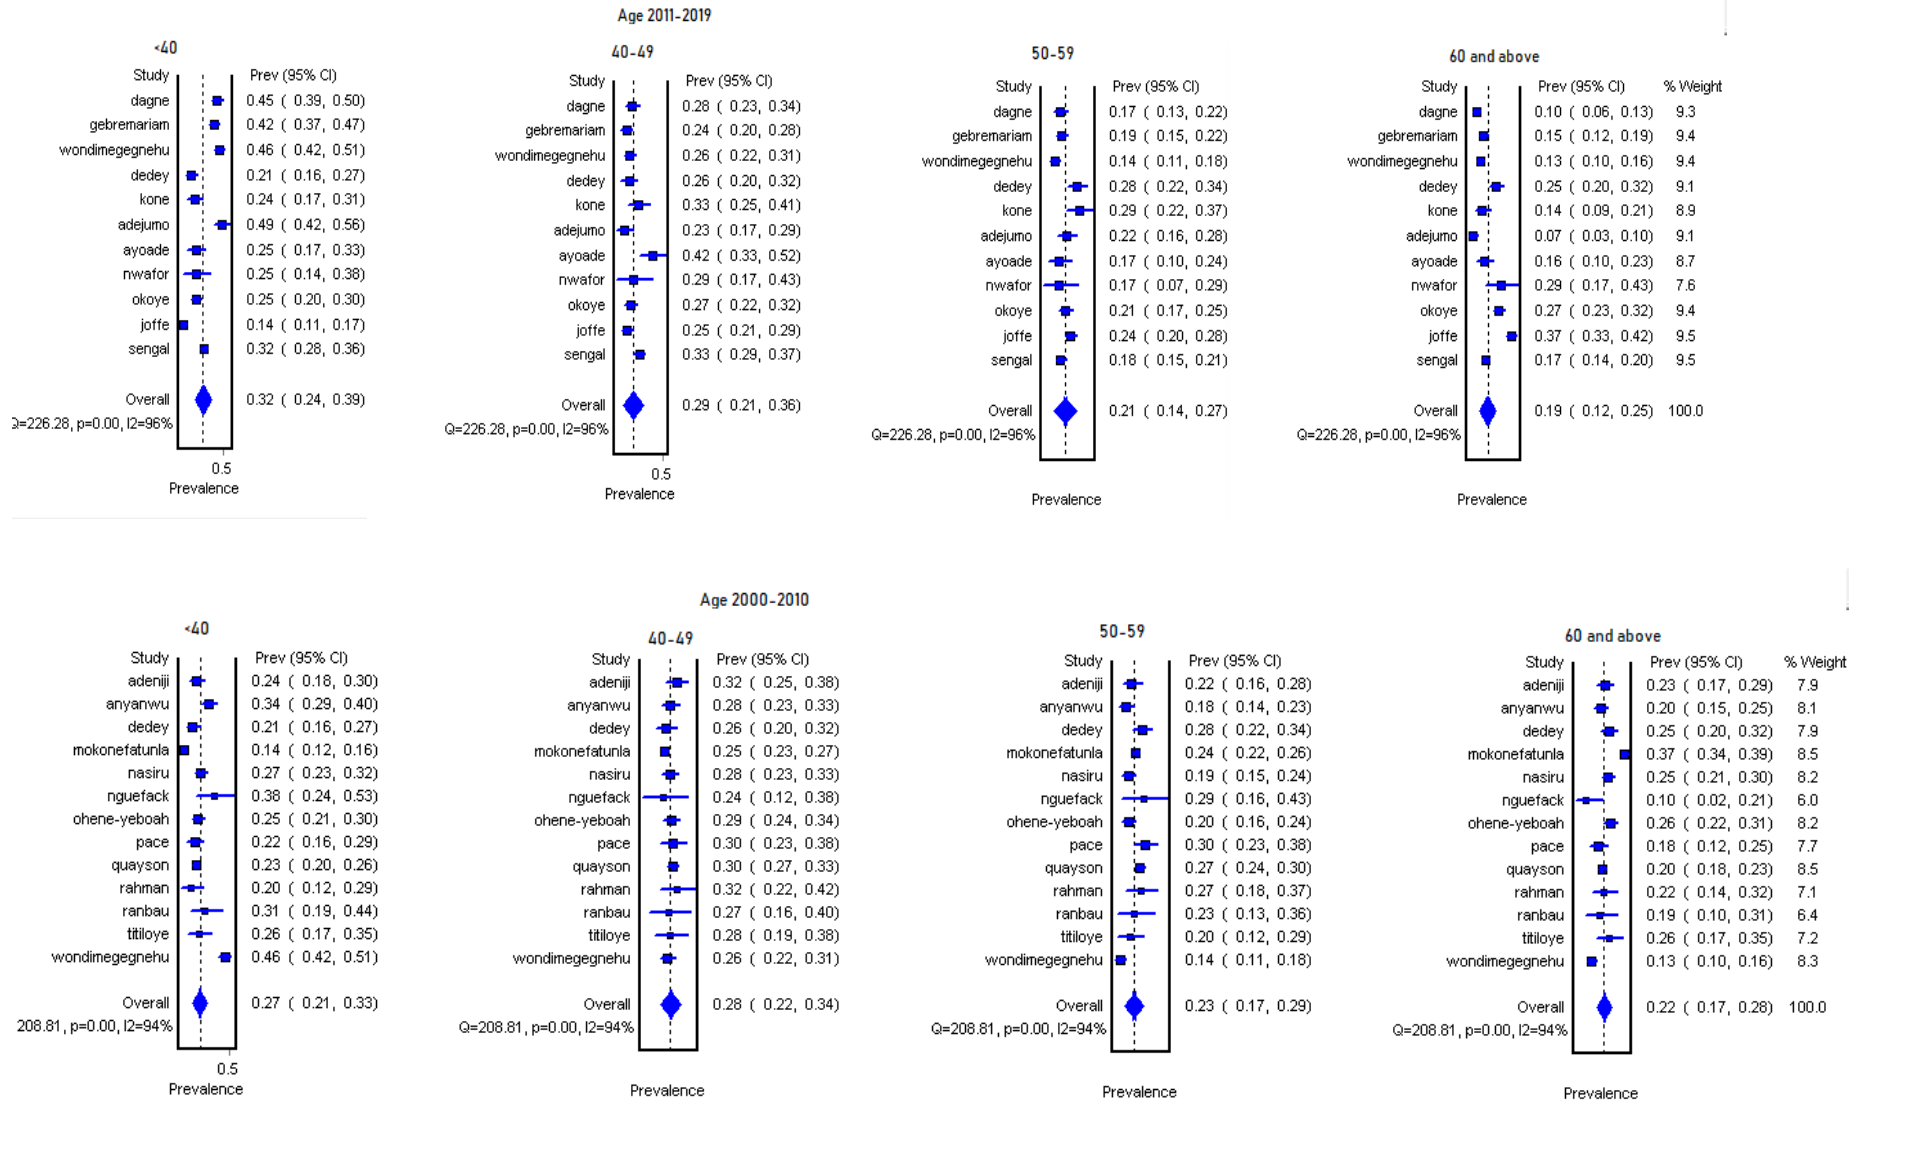 Age 2011-2019
<40
Study Prev (95% CI)
dagne 0.45 ( 0.39, 0.50)
gebremariam 0.42 ( 0.37, 0.47)
wondimegegnehu 0.46 ( 0.42, 0.51)
dedey 0.21 ( 0.16, 0.27)
kone 0.24 ( 0.17, 0.31)
adejumo 0.49 ( 0.42, 0.56)
ayoade 0.25 ( 0.17, 0.33)
nwafor 0.25 ( 0.14, 0.38)
okoye 0.25 ( 0.20, 0.30)
joffe 0.14 ( 0.11, 0.17)
sengal 0.32 ( 0.28, 0.36)
Overall 0.32 ( 0.24, 0.39)
Q=226.28, p=0.00, I2=96%
0.5
Prevalence
40-49
Study Prev (95% CI)
dagne 0.28 ( 0.23, 0.34)
gebremariam 0.24 ( 0.20, 0.28)
wondimegegnehu 0.26 ( 0.22, 0.31)
dedey 0.26 ( 0.20, 0.32)
kone 0.33 ( 0.25, 0.41)
adejumo 0.23 ( 0.17, 0.29)
ayoade 0.42 ( 0.33, 0.52)
nwafor 0.29 ( 0.17, 0.43)
okoye 0.27 ( 0.22, 0.32)
joffe 0.25 ( 0.21, 0.29)
sengal 0.33 ( 0.29, 0.37)
Overall 0.29 ( 0.21, 0.36)
Q=226.28, p=0.00, I2=96%
0.5
Prevalence
50-59
Study Prev (95% CI)
dagne 0.17 ( 0.13, 0.22)
gebremariam 0.19 ( 0.15, 0.22)
wondimegegnehu 0.14 ( 0.11, 0.18)
dedey 0.28 ( 0.22, 0.34)
kone 0.29 ( 0.22, 0.37)
adejumo 0.22 ( 0.16, 0.28)
ayoade 0.17 ( 0.10, 0.24)
nwafor 0.17 ( 0.07, 0.29)
okoye 0.21 ( 0.17, 0.25)
joffe 0.24 ( 0.20, 0.28)
sengal 0.18 ( 0.15, 0.21)
Overall 0.21 ( 0.14, 0.27)
Q=226.28, p=0.00, I2=96%
Prevalence
60 and above
Study Prev (95% CI) % Weight
dagne 0.10 ( 0.06, 0.13) 9.3
gebremariam 0.15 ( 0.12, 0.19) 9.4
wondimegegnehu 0.13 ( 0.10, 0.16) 9.4
dedey 0.25 ( 0.20, 0.32) 9.1
kone 0.14 ( 0.09, 0.21) 8.9
adejumo 0.07 ( 0.03, 0.10) 9.1
ayoade 0.16 ( 0.10, 0.23) 8.7
nwafor 0.29 ( 0.17, 0.43) 7.6
okoye 0.27 ( 0.23, 0.32) 9.4
joffe 0.37 ( 0.33, 0.42) 9.5
sengal 0.17 ( 0.14, 0.20) 9.5
Overall 0.19 ( 0.12, 0.25) 100.0
Q=226.28, p=0.00, I2=96%
Prevalence
Age 2000-2010
<40
Study Prev (95% CI)
adeniji 0.24 ( 0.18, 0.30)
anyanwu 0.34 ( 0.29, 0.40)
dedey 0.21 ( 0.16, 0.27)
mokonefatunla 0.14 ( 0.12, 0.16)
nasiru 0.27 ( 0.23, 0.32)
nguefack 0.38 ( 0.24, 0.53)
ohene-yeboah 0.25 ( 0.21, 0.30)
pace 0.22 ( 0.16, 0.29)
quayson 0.23 ( 0.20, 0.26)
rahman 0.20 ( 0.12, 0.29)
ranbau 0.31 ( 0.19, 0.44)
titiloye 0.26 ( 0.17, 0.35)
wondimegegnehu 0.46 ( 0.42, 0.51)
Overall 0.27 ( 0.21, 0.33)
208.81, p=0.00, I2=94%
0.5
Prevalence
40-49
Study Prev (95% CI)
adeniji 0.32 ( 0.25, 0.38)
anyanwu 0.28 ( 0.23, 0.33)
dedey 0.26 ( 0.20, 0.32)
mokonefatunla 0.25 ( 0.23, 0.27)
nasiru 0.28 ( 0.23, 0.33)
nguefack 0.24 ( 0.12, 0.38)
ohene-yeboah 0.29 ( 0.24, 0.34)
pace 0.30 ( 0.23, 0.38)
quayson 0.30 ( 0.27, 0.33)
rahman 0.32 ( 0.22, 0.42)
ranbau 0.27 ( 0.16, 0.40)
titiloye 0.28 ( 0.19, 0.38)
wondimegegnehu 0.26 ( 0.22, 0.31)
Overall 0.28 ( 0.22, 0.34)
Q=208.81, p=0.00, I2=94%
Prevalence
50-59
Study Prev (95% CI)
adeniji 0.22 ( 0.16, 0.28)
anyanwu 0.18 ( 0.14, 0.23)
dedey 0.28 ( 0.22, 0.34)
mokonefatunla 0.24 ( 0.22, 0.26)
nasiru 0.19 ( 0.15, 0.24)
nguefack 0.29 ( 0.16, 0.43)
ohene-yeboah 0.20 ( 0.16, 0.24)
pace 0.30 ( 0.23, 0.38)
quayson 0.27 ( 0.24, 0.30)
rahman 0.27 ( 0.18, 0.37)
ranbau 0.23 ( 0.13, 0.36)
titiloye 0.20 ( 0.12, 0.29)
wondimegegnehu 0.14 ( 0.11, 0.18)
Overall 0.23 ( 0.17, 0.29)
Q=208.81, p=0.00, I2=94%
Prevalence
60 and above
Study Prev (95% CI) % Weight
adeniji 0.23 ( 0.17, 0.29) 7.9
anyanwu 0.20 ( 0.15, 0.25) 8.1
dedey 0.25 ( 0.20, 0.32) 7.9
mokonefatunla 0.37 ( 0.34, 0.39) 8.5
nasiru 0.25 ( 0.21, 0.30) 8.2
nguefack 0.10 ( 0.02, 0.21) 6.0
ohene-yeboah 0.26 ( 0.22, 0.31) 8.2
pace 0.18 ( 0.12, 0.25) 7.7
quayson 0.20 ( 0.18, 0.23) 8.5
rahman 0.22 ( 0.14, 0.32) 7.1
ranbau 0.19 ( 0.10, 0.31) 6.4
titiloye 0.26 ( 0.17, 0.35) 7.2
wondimegegnehu 0.13 ( 0.10, 0.16) 8.3
Overall 0.22 ( 0.17, 0.28) 100.0
Q=208.81, p=0.00, I2=94%
Prevalence